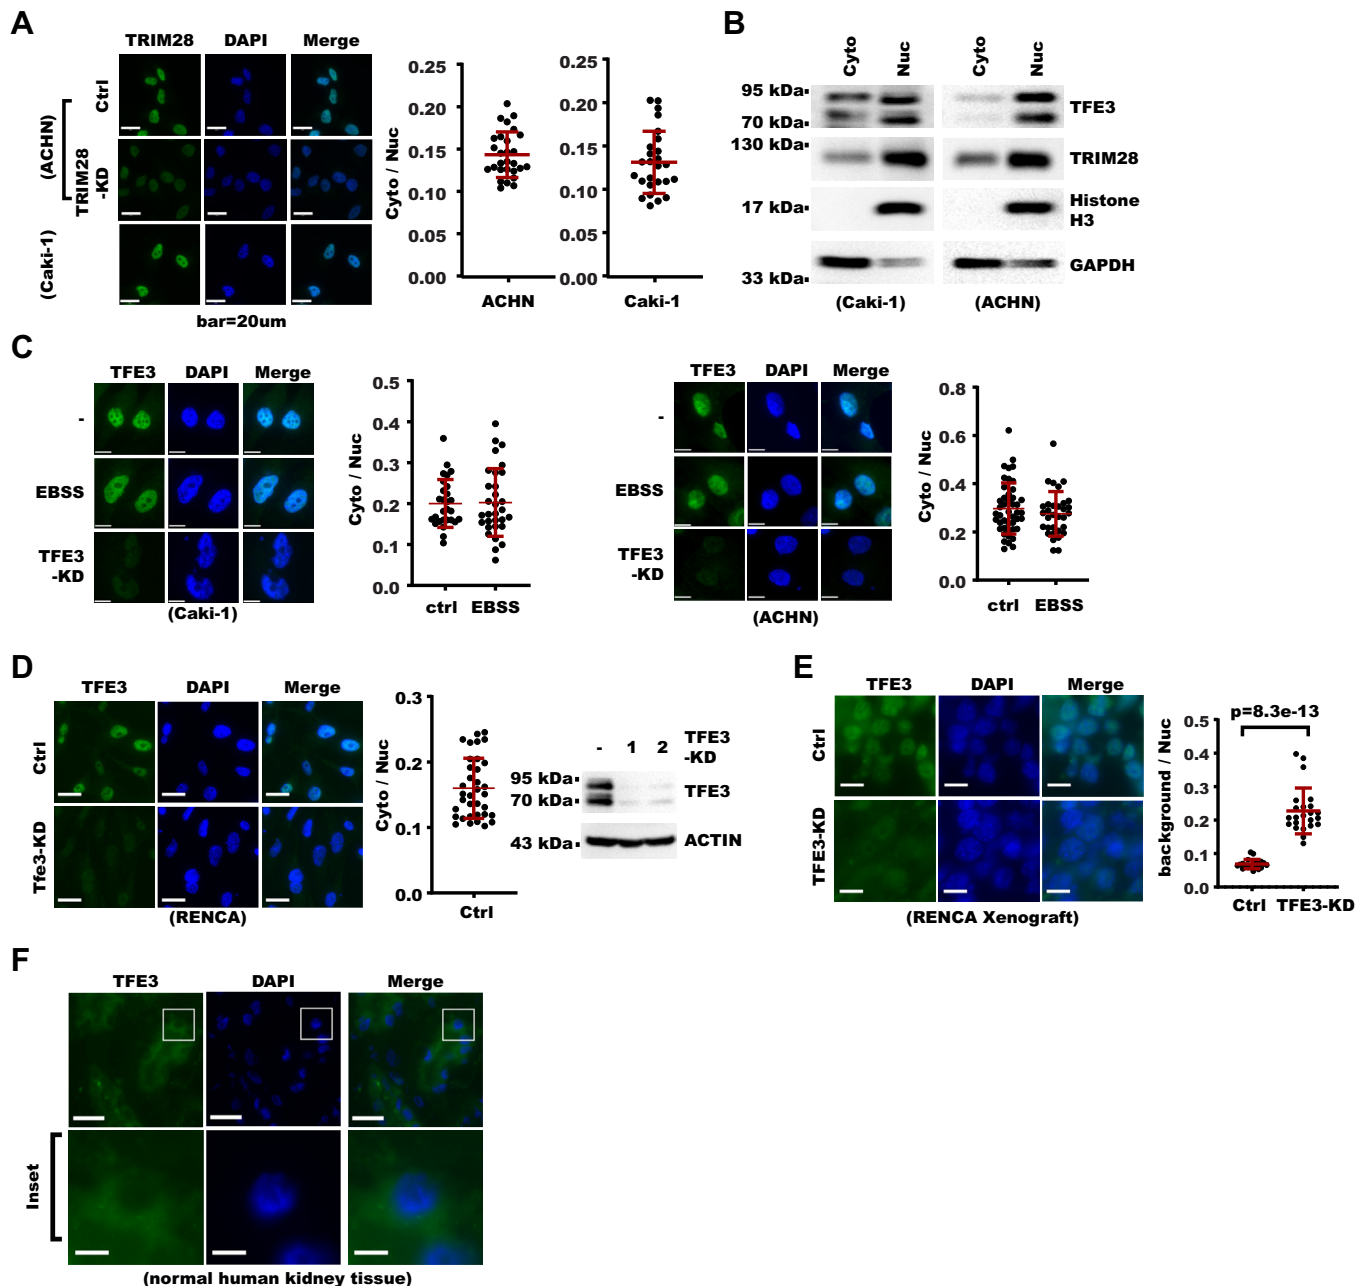 A
TRIM28 DAPI Merge
Ctrl
TRIM28
-KD
(ACHN)
(Caki-1)
bar=20um
Cyto / Nuc
0.25
0.20
0.15
0.10
0.05
0.00
ACHN
0.25
0.20
0.15
0.10
0.05
0.00
Caki-1
B
Cyto Nuc Cyto Nuc
95 kDa
70 kDa
TFE3
130 kDa
TRIM28
17 kDa
Histone
H3
GAPDH
33 kDa
(Caki-1) (ACHN)
C
TFE3 DAPI Merge
-
EBSS
TFE3
-KD
(Caki-1)
Cyto / Nuc
0.5
0.4
0.3
0.2
0.1
0.0
ctrl EBSS
TFE3 DAPI Merge
-
EBSS
TFE3
-KD
(ACHN)
Cyto / Nuc
0.8
0.6
0.4
0.2
0.0
ctrl EBSS
D
TFE3 DAPI Merge
Ctrl
Tfe3-KD
(RENCA)
Cyto / Nuc
0.3
0.2
0.1
0.0
Ctrl
- 1 2 TFE3
-KD
95 kDa
70 kDa
TFE3
43 kDa
ACTIN
E
TFE3 DAPI Merge
Ctrl
TFE3-KD
(RENCA Xenograft)
background / Nuc
p=8.3e-13
0.5
0.4
0.3
0.2
0.1
0.0
Ctrl TFE3-KD
F
TFE3 DAPI Merge
Inset
(normal human kidney tissue)